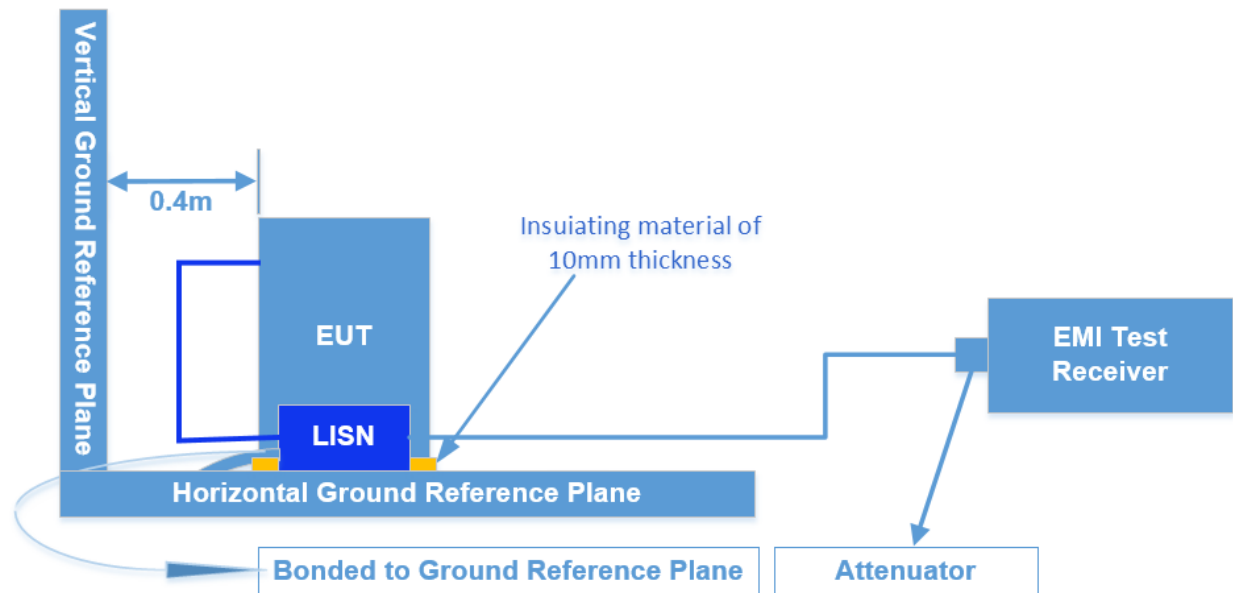 Vertical Ground Reference Plane
0.4m
Insuiating material of
10mm thickness
EUT
EMI Test
Receiver
LISN
Horizontal Ground Reference Plane
Bonded to Ground Reference Plane
Attenuator